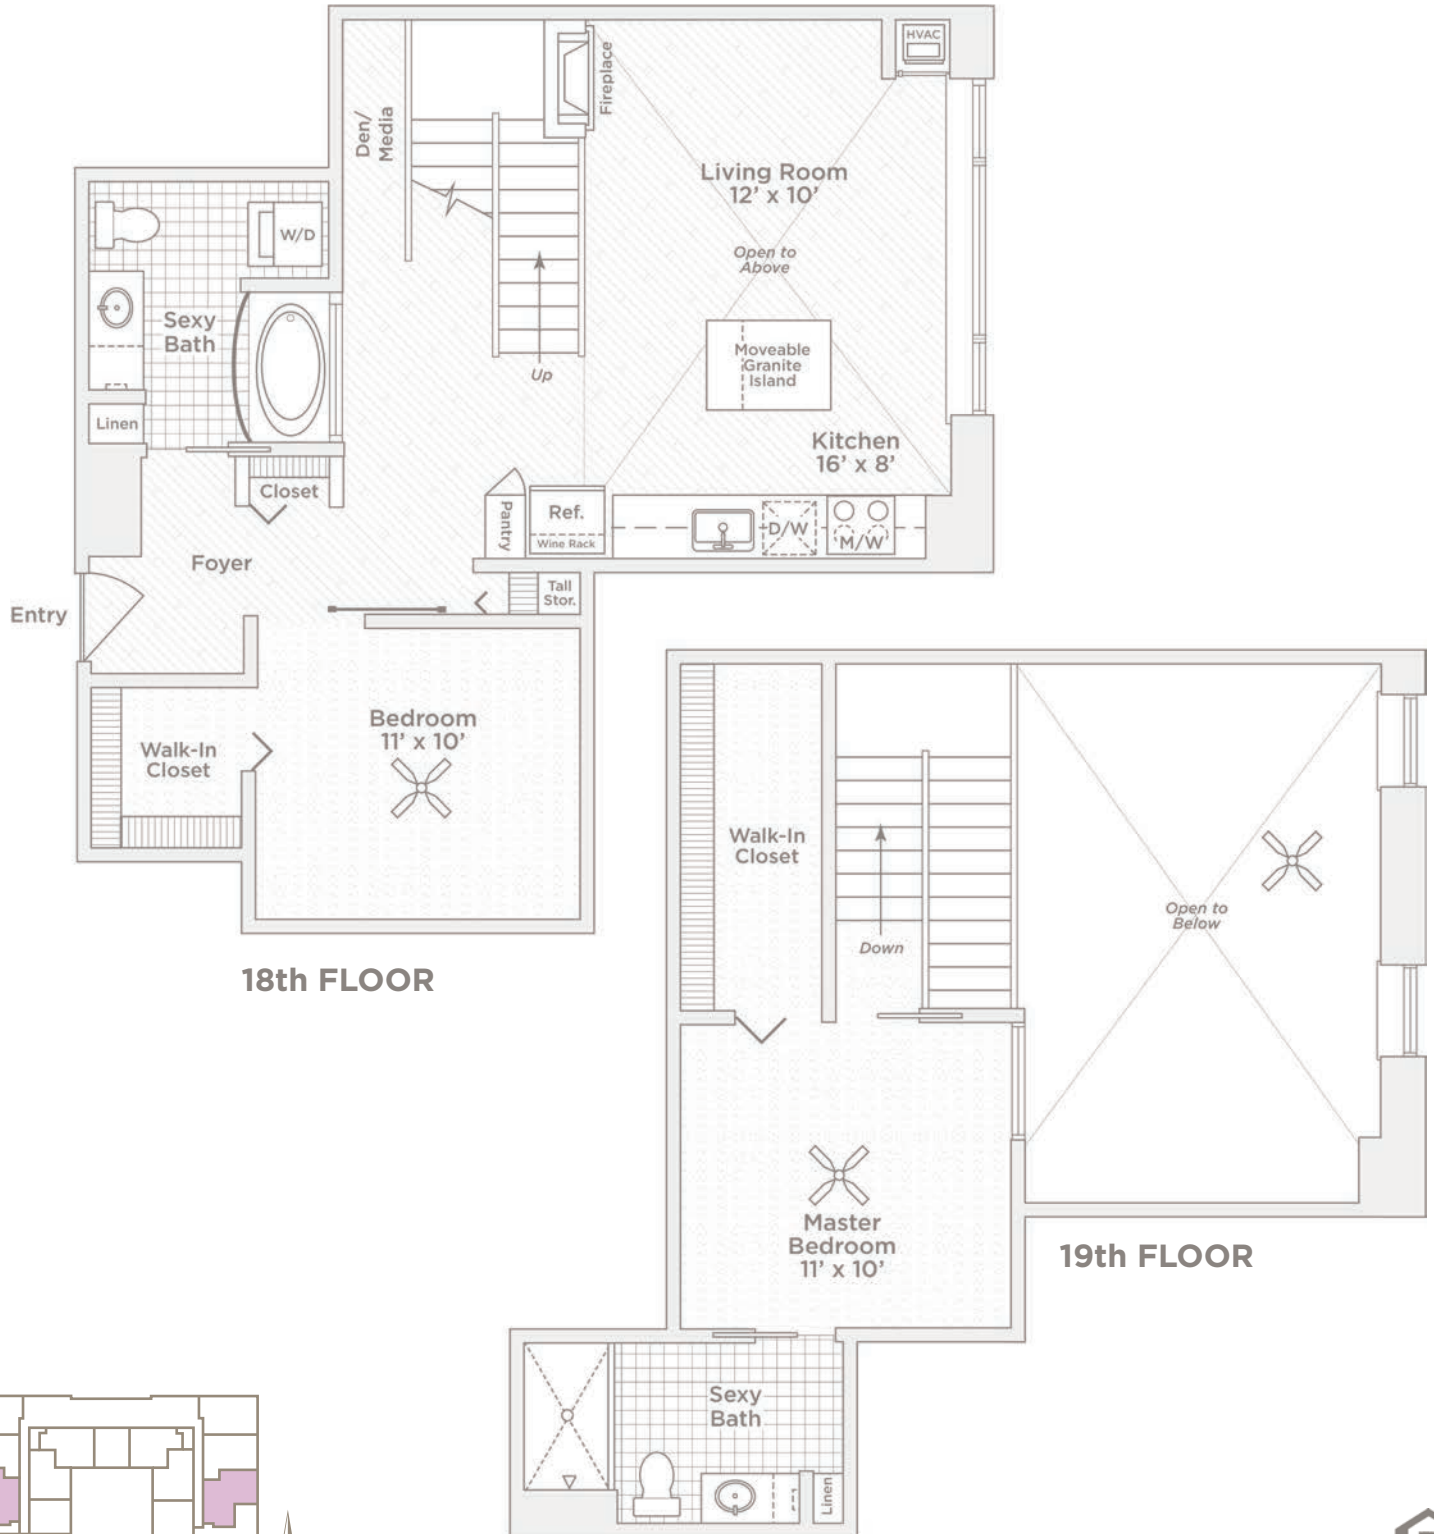 HVAC
Fireplace
Den/
Media
Living Room
12’ x 10’
W/D
Open to
Above
Sexy
Bath
Moveable
Granite
Island
Up
Linen
Kitchen
16’ x 8’
Closet
Pantry
Ref.
Wine Rack
D/W
M/W
Foyer
Tall
Stor.
Entry
Bedroom
11’ x 10’
Walk-In
Closet
18th FLOOR
Walk-In
Closet
Down
Open to
Below
Master
Bedroom
11’ x 10’
19th FLOOR
Sexy
Bath
Linen